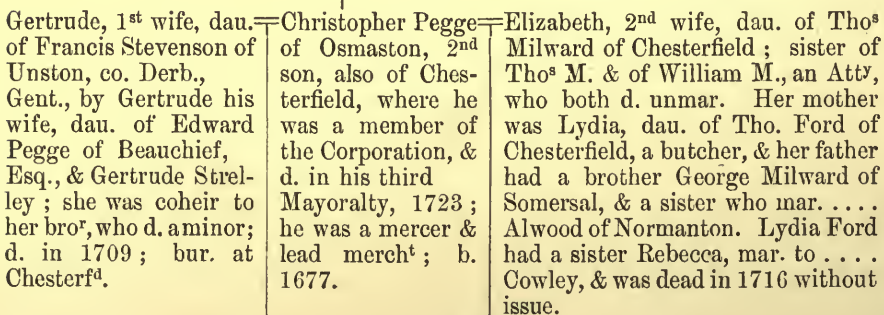 Gertrude, 1st wife, dau.
of Francis Stevenson of
Unston, co. Derb.,
Gent., by Gertrude his
wife, dau. of Edward
Pegge of Beauchief,
Esq., & Gertrude Strel-
ley ; she was coheir to
her bror, who d. aminor;
d. in 1709 ; bur. at
Chesterfd.
Christopher Pegge
of Osmaston, 2nd
son, also of Ches-
terfield, where he
was a member of
the Corporation, &
d. in his third
Mayoralty, 1723 ;
he was a mercer &
lead mercht ; b.
1677.
Elizabeth, 2nd wife, dau. of Thos
Milward of Chesterfield ; sister of
Thos M. & of William M., an Atty,
who both d. unmar. Her mother
was Lydia, dau. of Tho. Ford of
Chesterfield, a butcher, & her father
had a brother George Milward of
Somersal, & a sister who mar. . . . .
Alwood of Normanton. Lydia Ford
had a sister Rebecca, mar. to . . . .
Cowley, & was dead in 1716 without
issue.